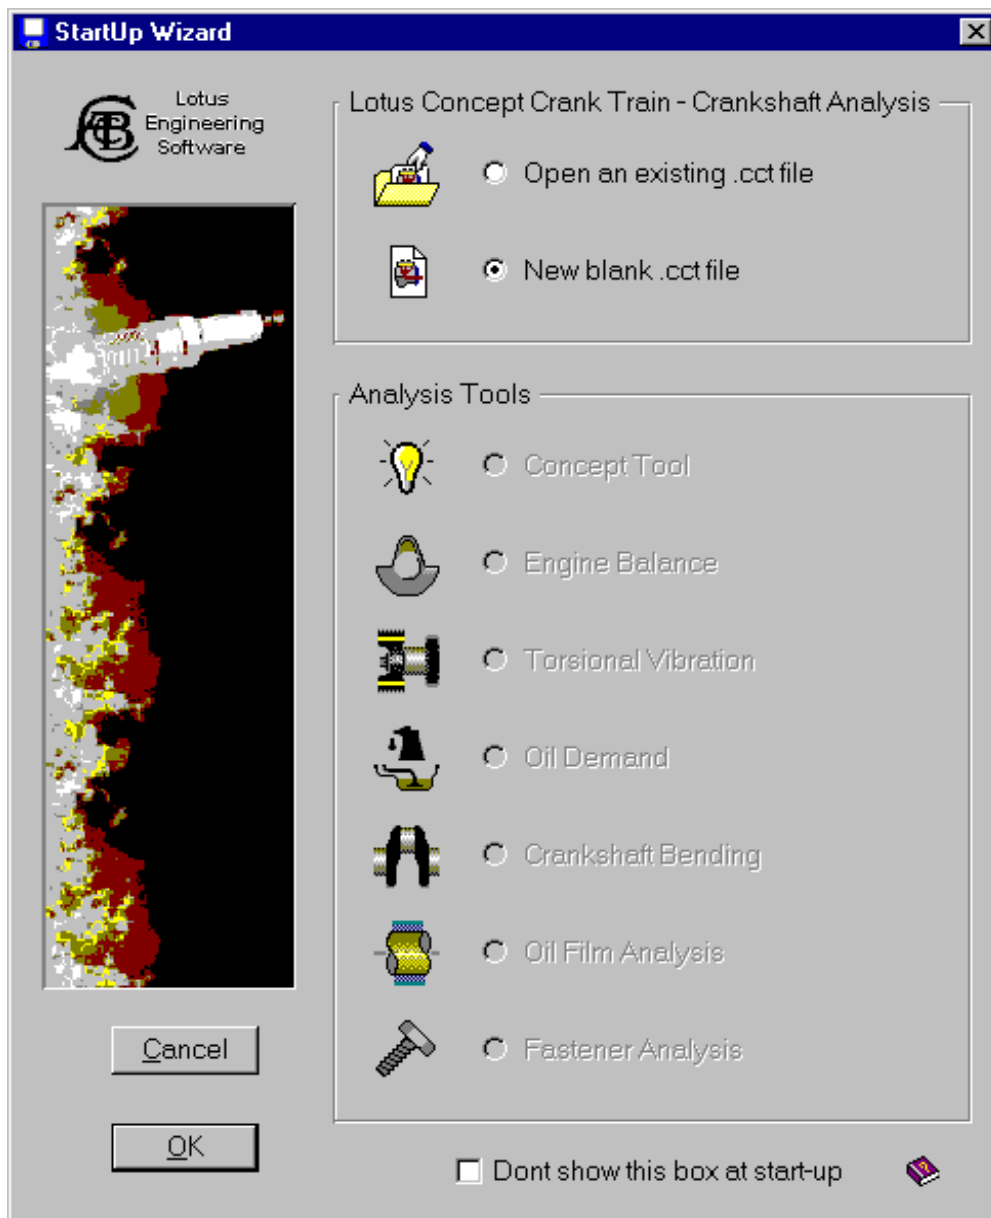 StartUp Wizard
Lotus
Engineering
Software
Lotus Concept Crank Train - Crankshaft Analysis
Open an existing .cct file
New blank .cct file
Analysis Tools
Concept Tool
Engine Balance
Torsional Vibration
Oil Demand
Crankshaft Bending
Oil Film Analysis
Fastener Analysis
Cancel
OK
Dont show this box at start-up